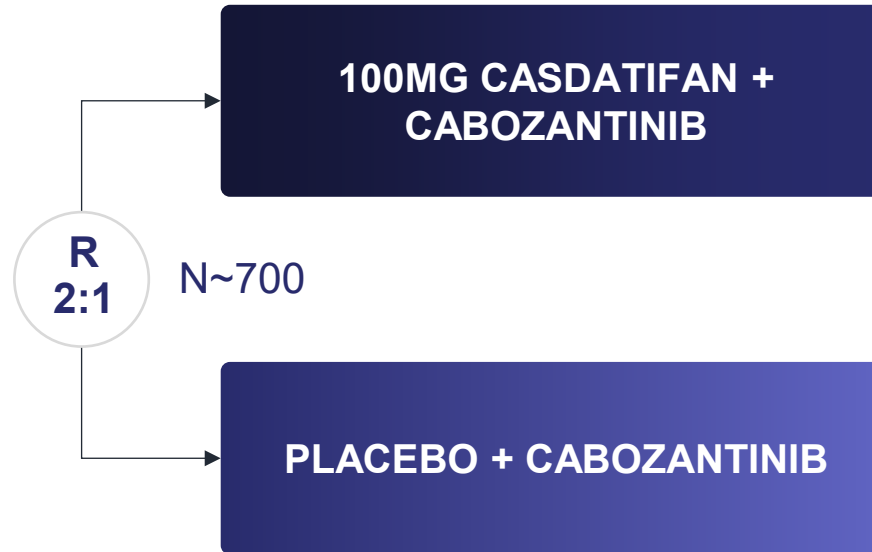 100MG CASDATIFAN +
CABOZANTINIB
R
2:1
N~700
PLACEBO + CABOZANTINIB